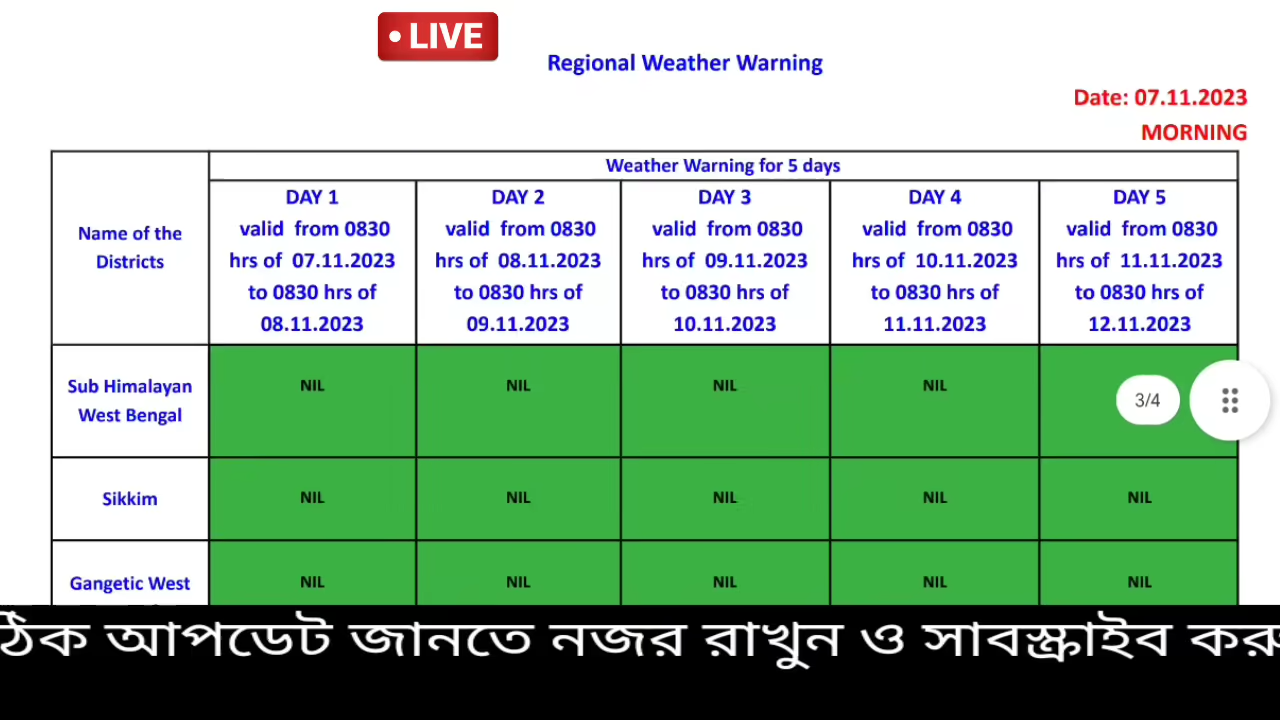 • LIVE
Regional Weather Warning
Date: 07.11.2023
MORNING
Name of the
Districts
Weather Warning for 5 days
DAY 1
valid from 0830
hrs of 07.11.2023
to 0830 hrs of
08.11.2023
DAY 2
valid from 0830
hrs of 08.11.2023
to 0830 hrs of
09.11.2023
DAY 3
valid from 0830
hrs of 09.11.2023
to 0830 hrs of
10.11.2023
DAY 4
valid from 0830
hrs of 10.11.2023
to 0830 hrs of
11.11.2023
DAY 5
valid from 0830
hrs of 11.11.2023
to 0830 hrs of
12.11.2023
Sub Himalayan
West Bengal
NIL NIL NIL NIL
3/4
Sikkim
NIL NIL NIL NIL NIL
Gangetic West
NIL NIL NIL NIL NIL
ঠিক আপডেট জানতে নজর রাখুন ও সাবস্ক্রাইব করু